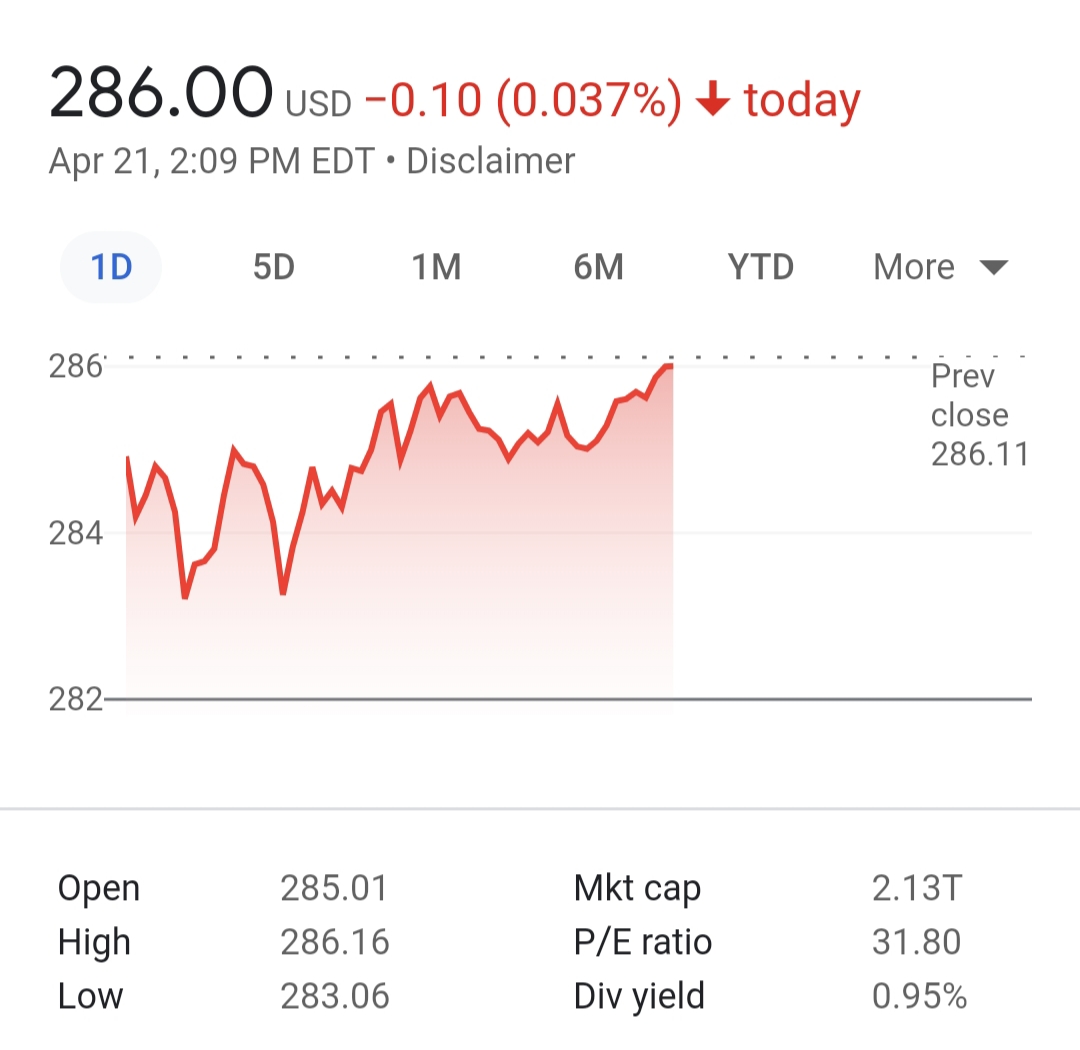 286.00 USD −0.10 (0.037%) ↓ today
Apr 21, 2:09 PM EDT • Disclaimer
1D 5D 1M 6M YTD More
286
Prev
close
286.11
284
282
Open 285.01 Mkt cap 2.13T
High 286.16 P/E ratio 31.80
Low 283.06 Div yield 0.95%